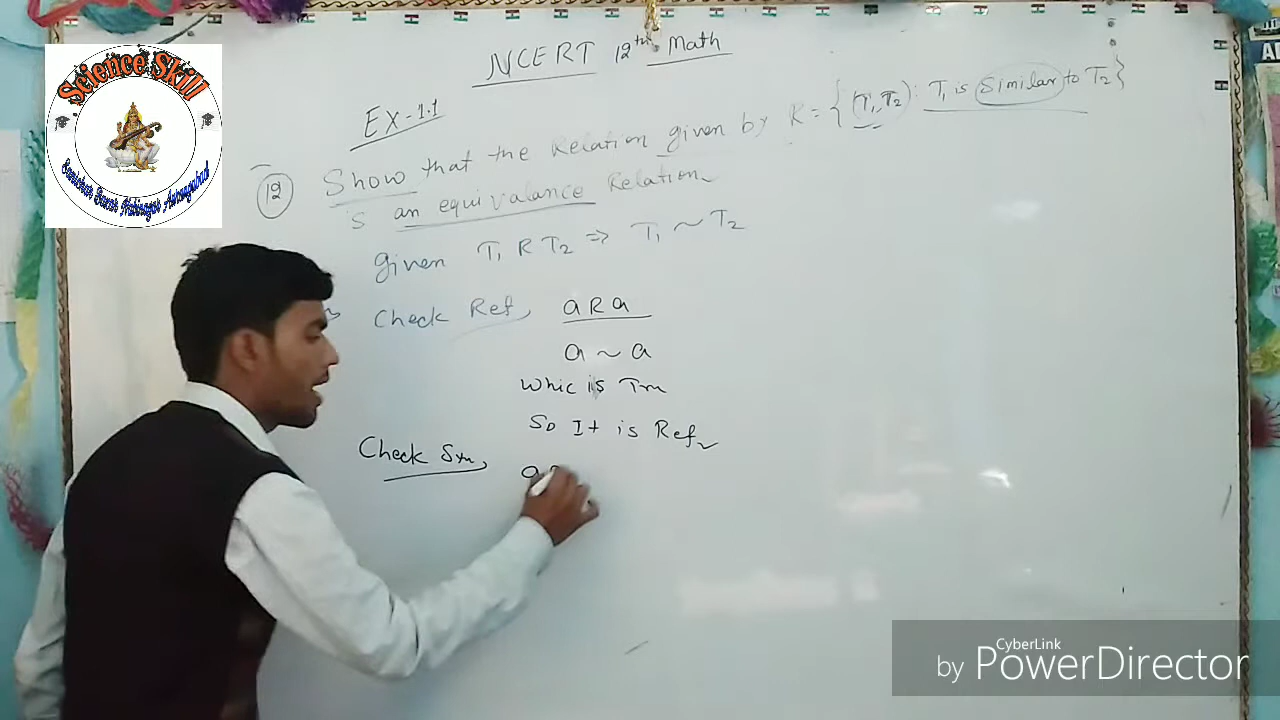 NCERT 12th Math
Ex-1.1
Science Skill
12 Show that the Relation given by R = {(T1, T2) : T1 is Similar to T2}
is an equivalance Relation
given T1 R T2 ⇒ T1 ~ T2
Check Ref, a R a
a ~ a
Whic is Tru
So It is Ref
Check Sym,
a
CyberLink
by PowerDirector